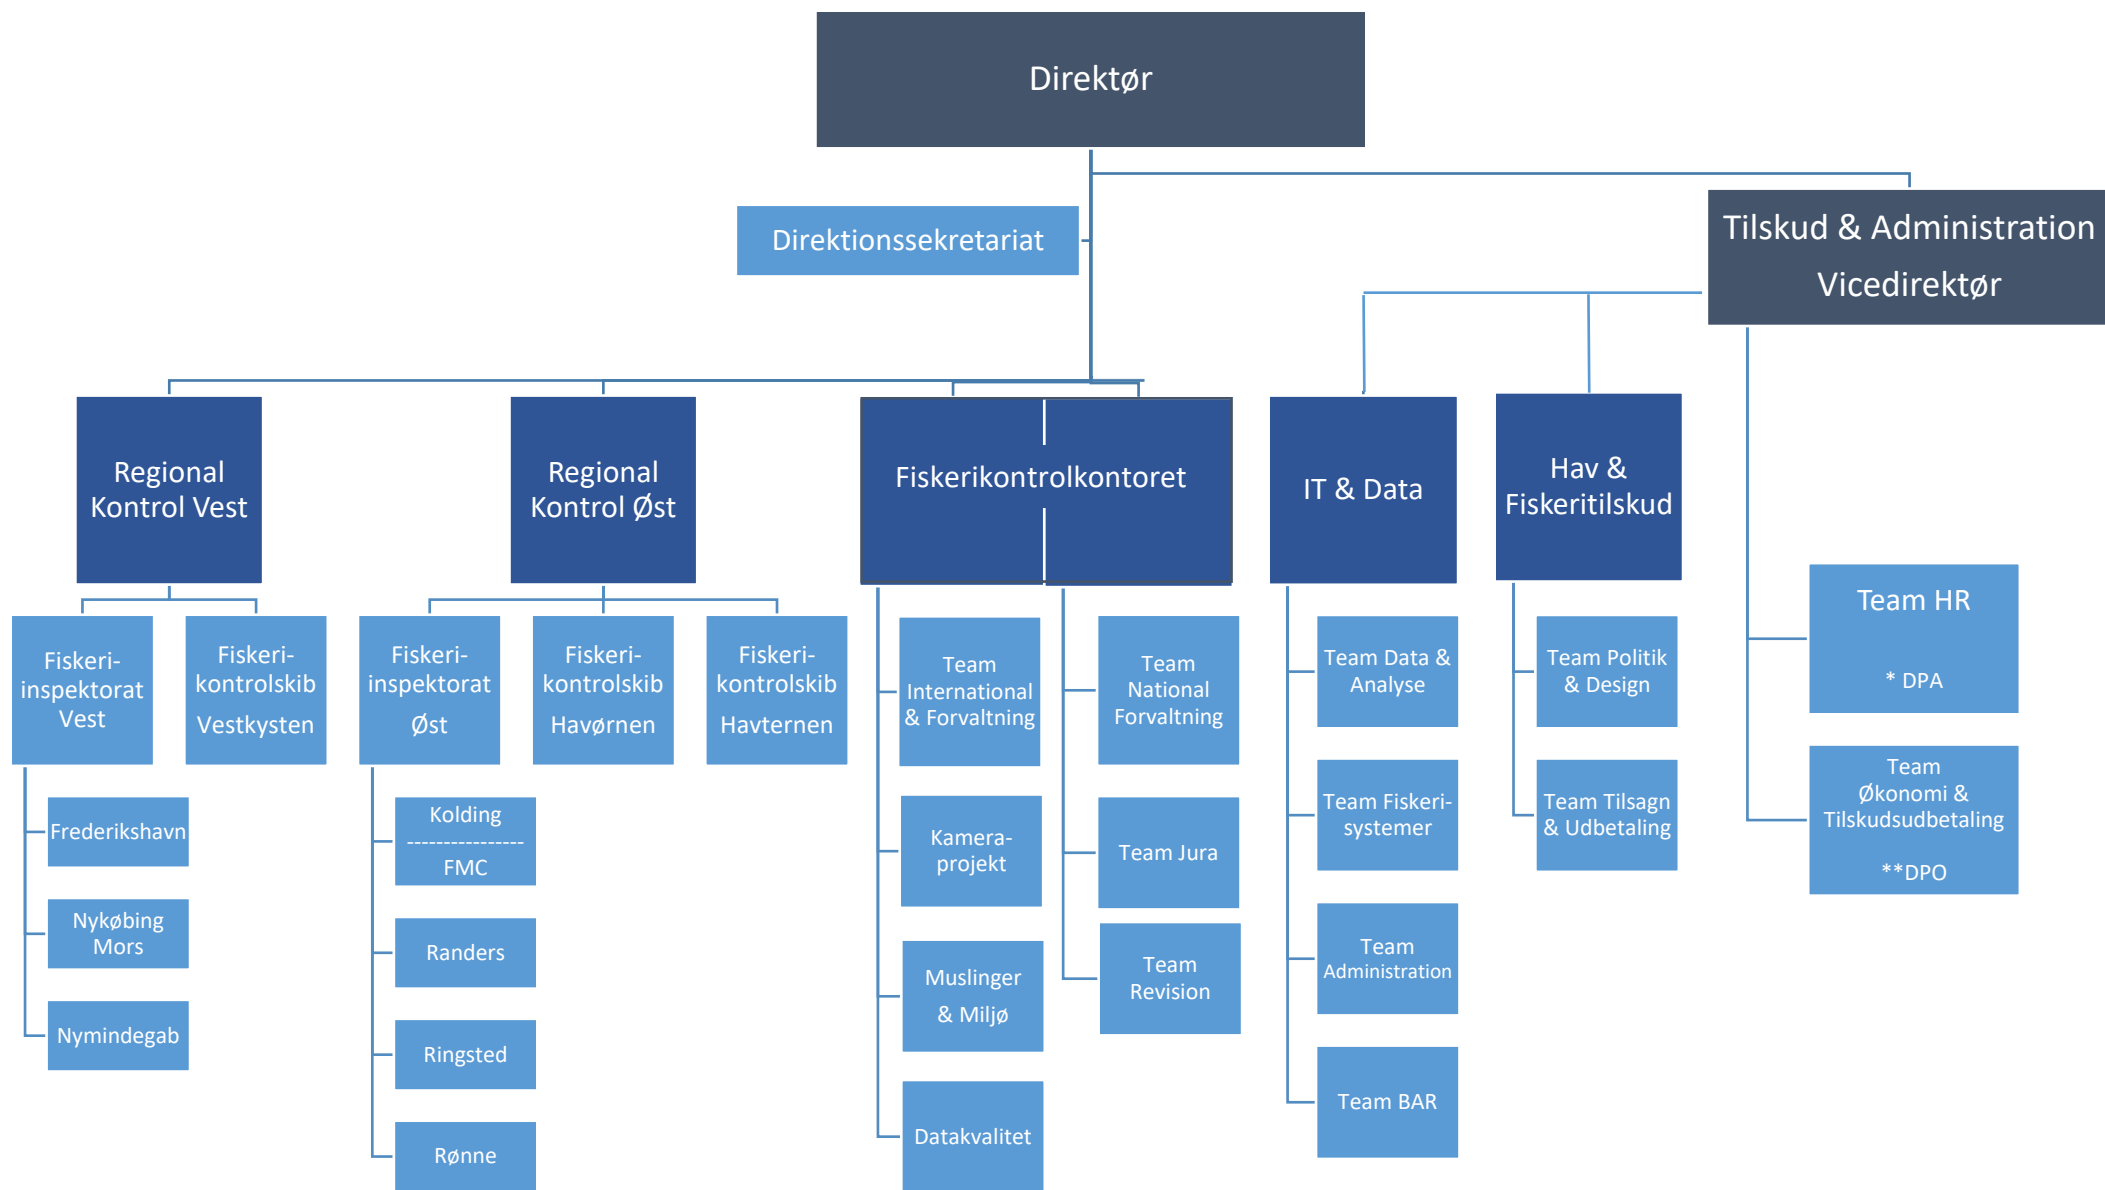 Direktør
Direktionssekretariat
Tilskud & Administration
Vicedirektør
Regional
Kontrol Vest
Regional
Kontrol Øst
Fiskerikontrolkontoret
IT & Data
Hav &
Fiskeritilskud
Fiskeri-
inspektorat
Vest
Fiskeri-
kontrolskib
Vestkysten
Fiskeri-
inspektorat
Øst
Fiskeri-
kontrolskib
Havørnen
Fiskeri-
kontrolskib
Havternen
Frederikshavn
Nykøbing
Mors
Nymindegab
Kolding
----------------
FMC
Randers
Ringsted
Rønne
Team
International
& Forvaltning
Kamera-
projekt
Muslinger
& Miljø
Datakvalitet
Team
National
Forvaltning
Team Jura
Team
Revision
Team Data &
Analyse
Team Fiskeri-
systemer
Team
Administration
Team BAR
Team Politik
& Design
Team Tilsagn
& Udbetaling
Team HR
* DPA
Team
Økonomi &
Tilskudsudbetaling
**DPO